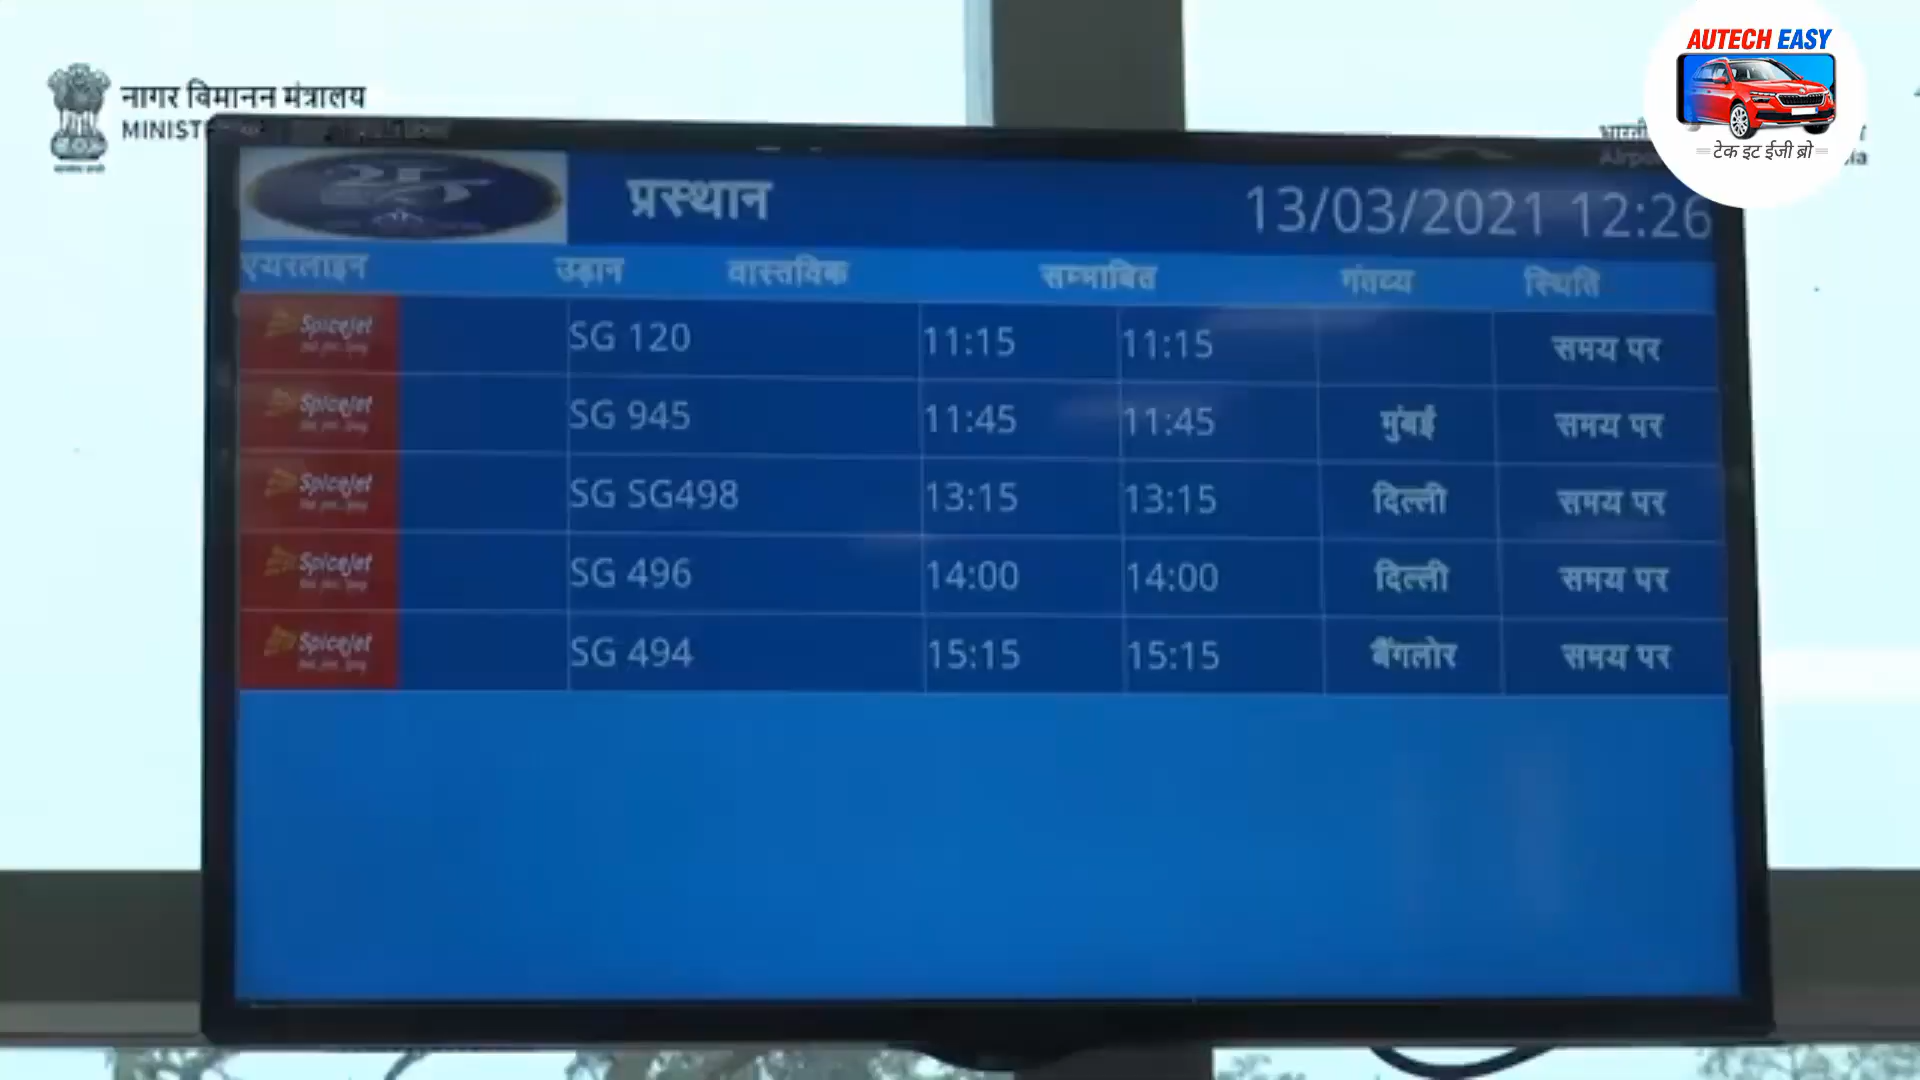 AUTECH EASY
टेक इट ईजी ब्रो
नागर विमानन मंत्रालय
प्रस्थान 13/03/2021 12:26
एयरलाइन उड़ान वास्तविक सम्भाबित गंतव्य स्थिति
SpiceJet SG 120 11:15 11:15 समय पर
SpiceJet SG 945 11:45 11:45 मुंबई समय पर
SpiceJet SG SG498 13:15 13:15 दिल्ली समय पर
SpiceJet SG 496 14:00 14:00 दिल्ली समय पर
SpiceJet SG 494 15:15 15:15 बैंगलोर समय पर